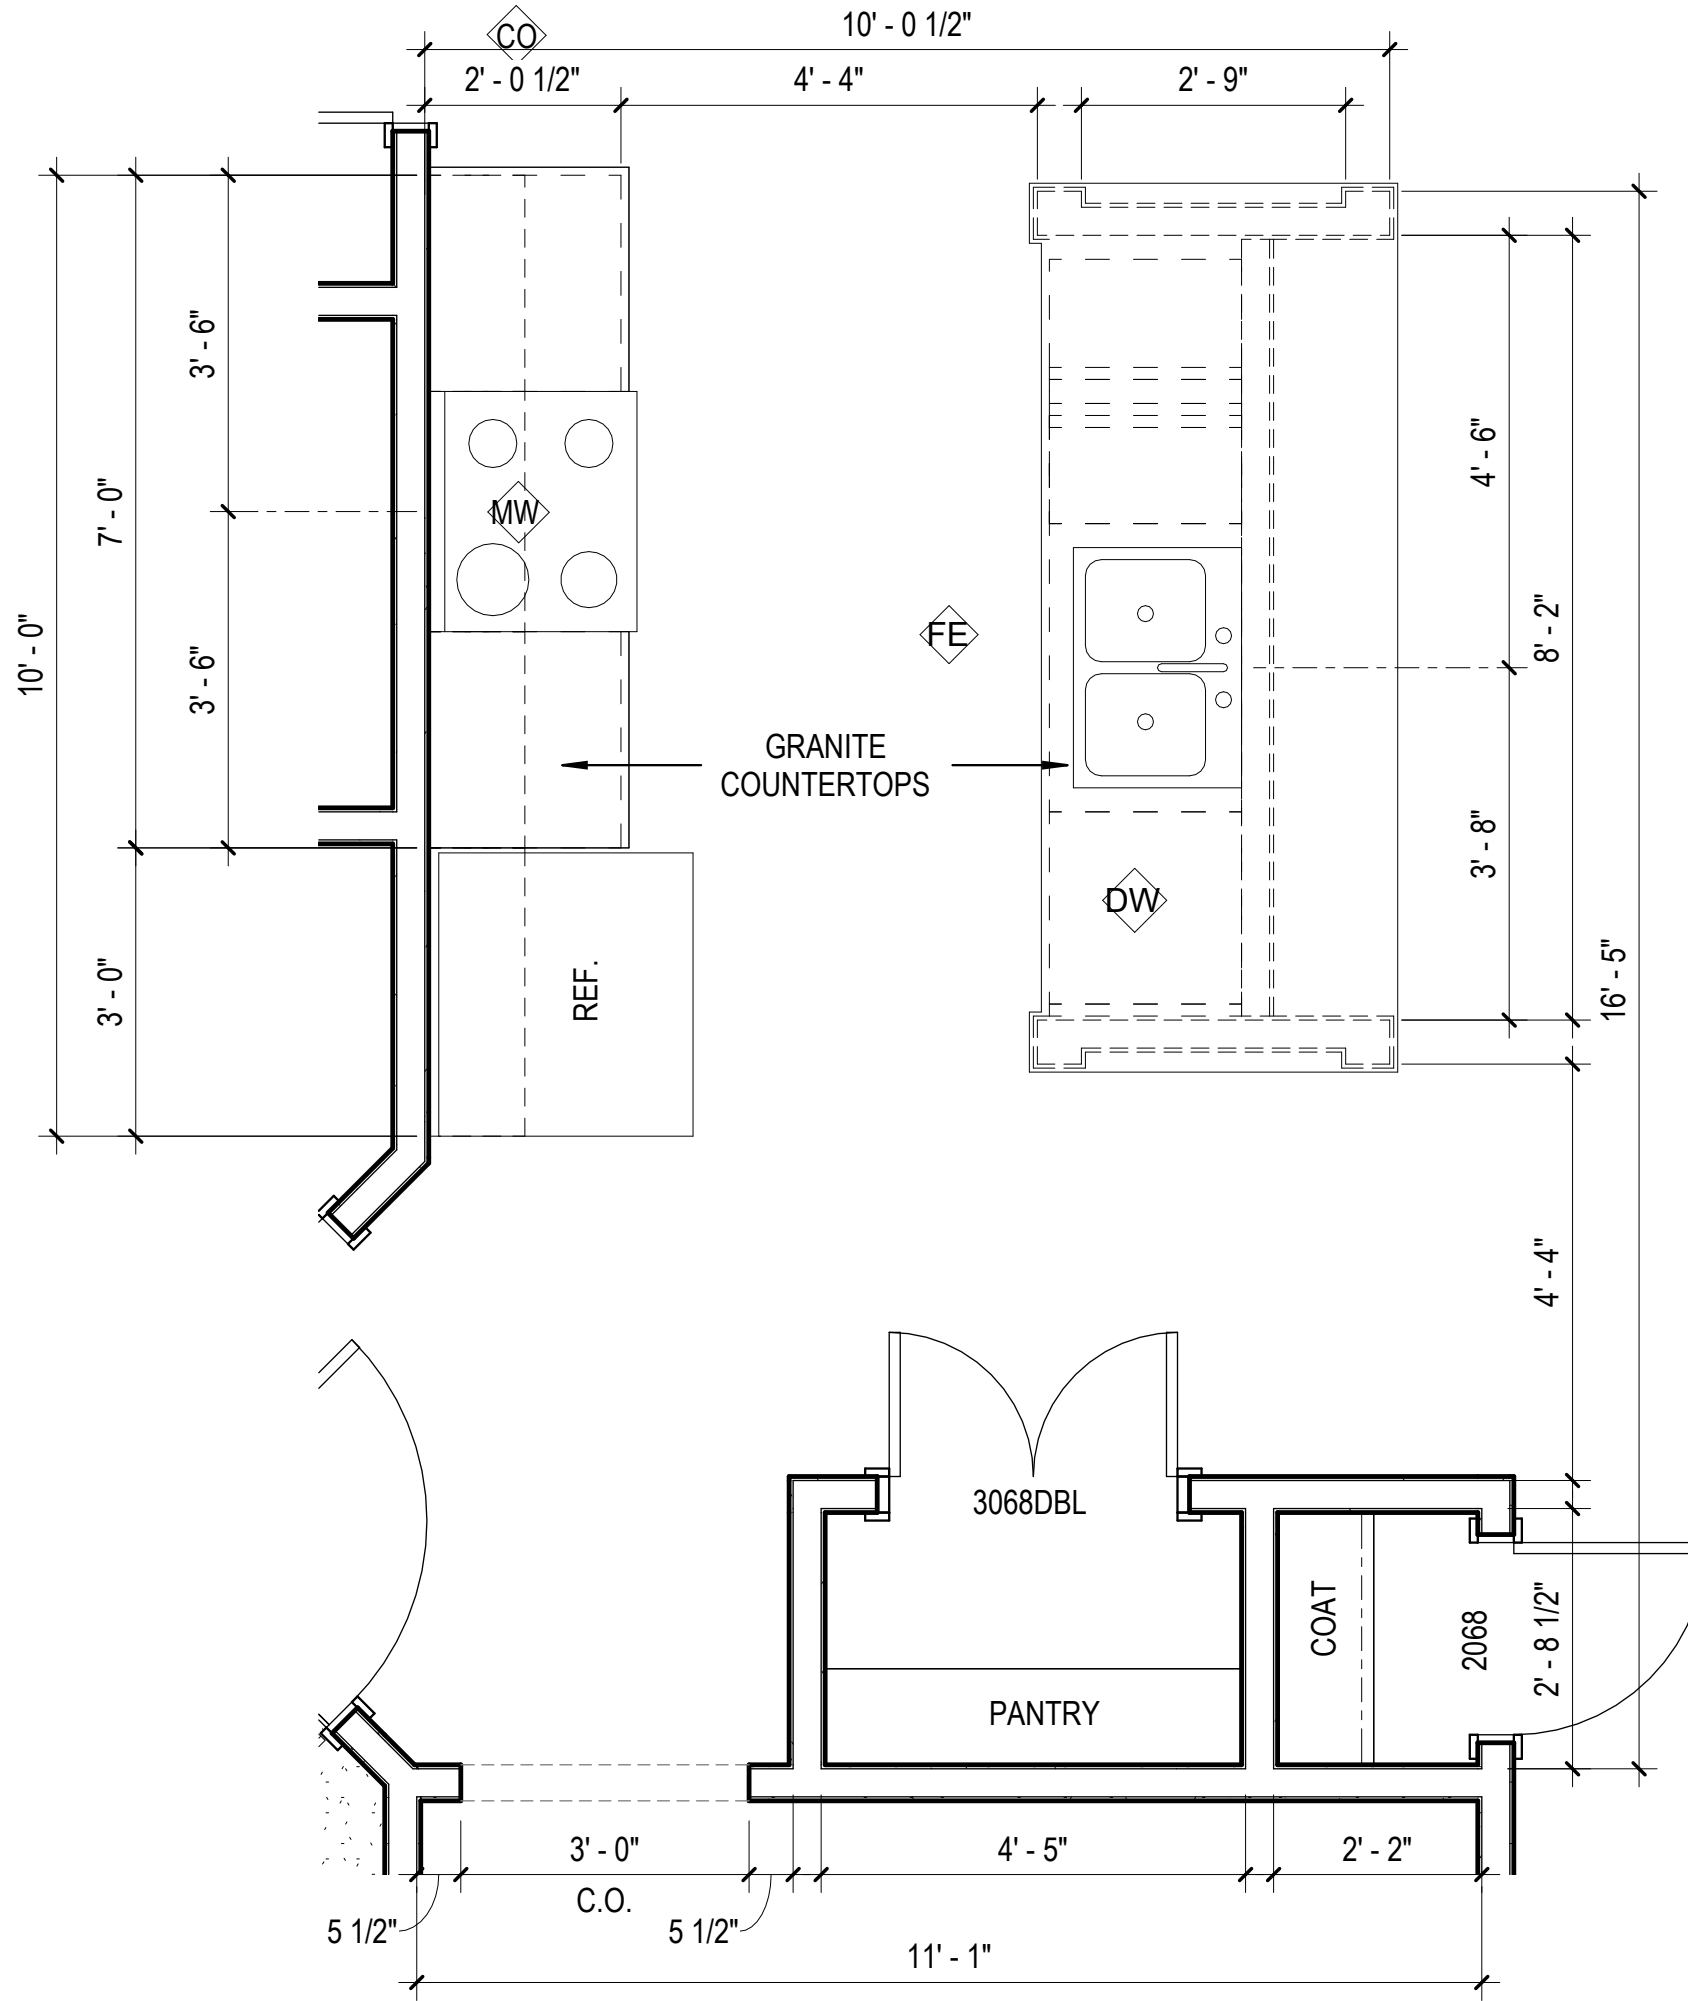 CO
10' - 0 1/2"
2' - 0 1/2"
4' - 4"
2' - 9"
3' - 6"
4' - 6"
7' - 0"
MW
10' - 0"
3' - 6"
FE
8' - 2"
GRANITE
COUNTERTOPS
3' - 8"
DW
3' - 0"
REF.
16' - 5"
4' - 4"
3068DBL
COAT
2068
2' - 8 1/2"
PANTRY
3' - 0"
4' - 5"
2' - 2"
C.O.
5 1/2"
5 1/2"
11' - 1"